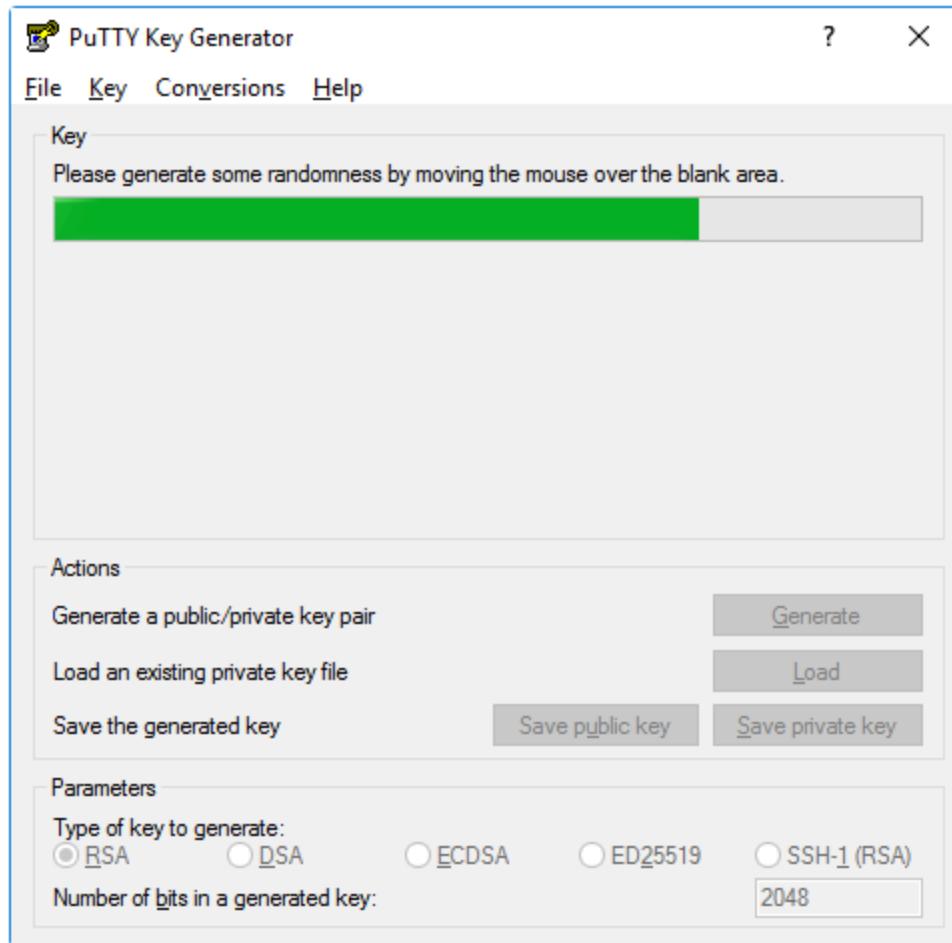 PuTTY Key Generator ?
File Key Conversions Help
Key
Please generate some randomness by moving the mouse over the blank area.
Actions
Generate a public/private key pair Generate
Load an existing private key file Load
Save the generated key Save public key Save private key
Parameters
Type of key to generate:
RSA DSA ECDSA ED25519 SSH-1 (RSA)
Number of bits in a generated key: 2048